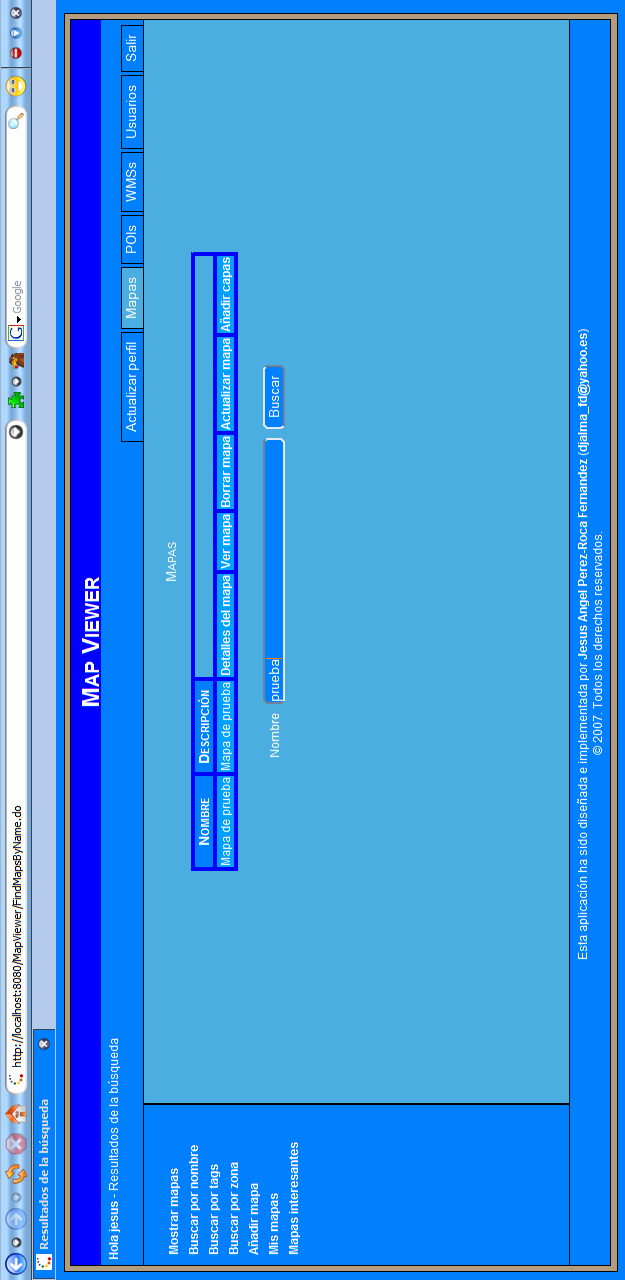 http://localhost:8080/MapViewer/FindMapsByName.do
Google
Resultados de la búsqueda
MAP VIEWER
Hola jesus - Resultados de la búsqueda
Actualizar perfil
Mapas
POIs
WMSs
Usuarios
Salir
Mostrar mapas
Buscar por nombre
Buscar por tags
Buscar por zona
Añadir mapa
Mis mapas
Mapas interesantes
MAPAS
NOMBRE DESCRIPCIÓN
Mapa de prueba Mapa de prueba Detalles del mapa Ver mapa Borrar mapa Actualizar mapa Añadir capas
Nombre prueba Buscar
Esta aplicación ha sido diseñada e implementada por Jesus Angel Perez-Roca Fernandez (djalma_fd@yahoo.es)
© 2007. Todos los derechos reservados.